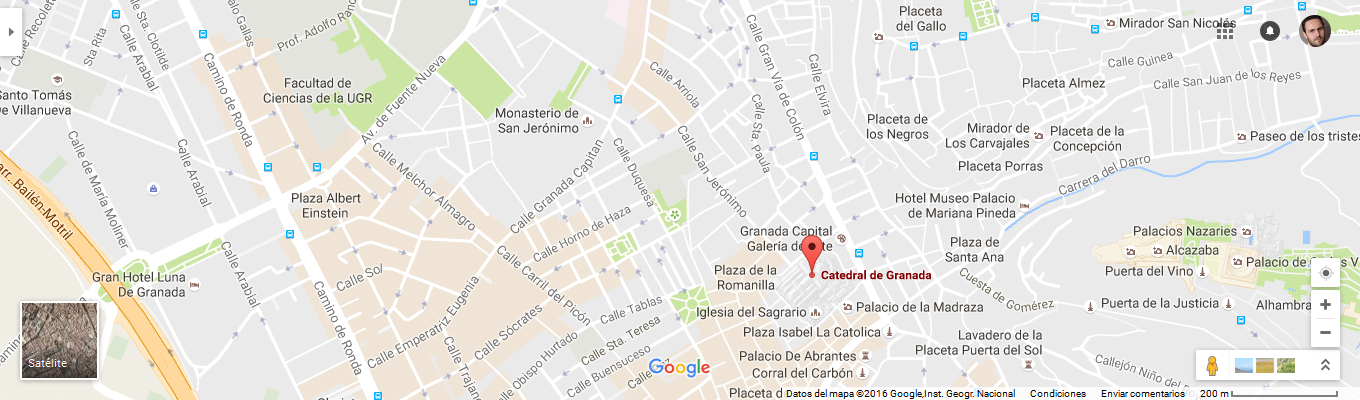 Calle Recoletos
Calle Sta. Clotilde
Sta Rita
Calle Arabial
Camino de Ronda
Prof. Adolfo Ranc
Santo Tomás
De Villanueva
Facultad de
Ciencias de la UGR
Av. de Fuente Nueva
Monasterio de
San Jerónimo
Calle Arriola
Calle Gran Vía de Colón
Calle Elvira
Placeta
del Gallo
Mirador San Nicolás
Calle Guinea
Calle San Juan de los Reyes
Placeta Almez
Placeta de
los Negros
Mirador de
Los Carvajales
Placeta de la
Concepción
Paseo de los tristes
Placeta Porras
Carrera del Darro
Calle Sta. Paula
Calle San Jerónimo
Calle Duquesa
Calle Granada Capitan
Calle Melchor Almagro
Calle Horno de Haza
Plaza Albert
Einstein
Calle de María Moliner
Calle Arabial
Bailén-Motril
Gran Hotel Luna
De Granada
Calle Arabial
Calle Sol
Camino de Ronda
Calle Carril del Picón
Calle Emperatriz Eugenia
Calle Sócrates
Calle Tablas
Calle Sta. Teresa
Calle Buensuceso
Obispo Hurtado
Hotel Museo Palacio
de Mariana Pineda
Granada Capital
Galería de
Catedral de Granada
Plaza de la
Romanilla
Plaza de
Santa Ana
Cuesta de Gomérez
Palacios Nazaries
Alcazaba
Palacio de
Puerta del Vino
Puerta de la Justicia
Alhambra
Palacio de la Madraza
Iglesia del Sagrario
Plaza Isabel La Catolica
Lavadero de la
Placeta Puerta del Sol
Palacio De Abrantes
Corral del Carbón
Callejón Niño del
Placeta
Satélite
Google
Datos del mapa ©2016 Google,Inst. Geogr. Nacional Condiciones Enviar comentarios 200 m